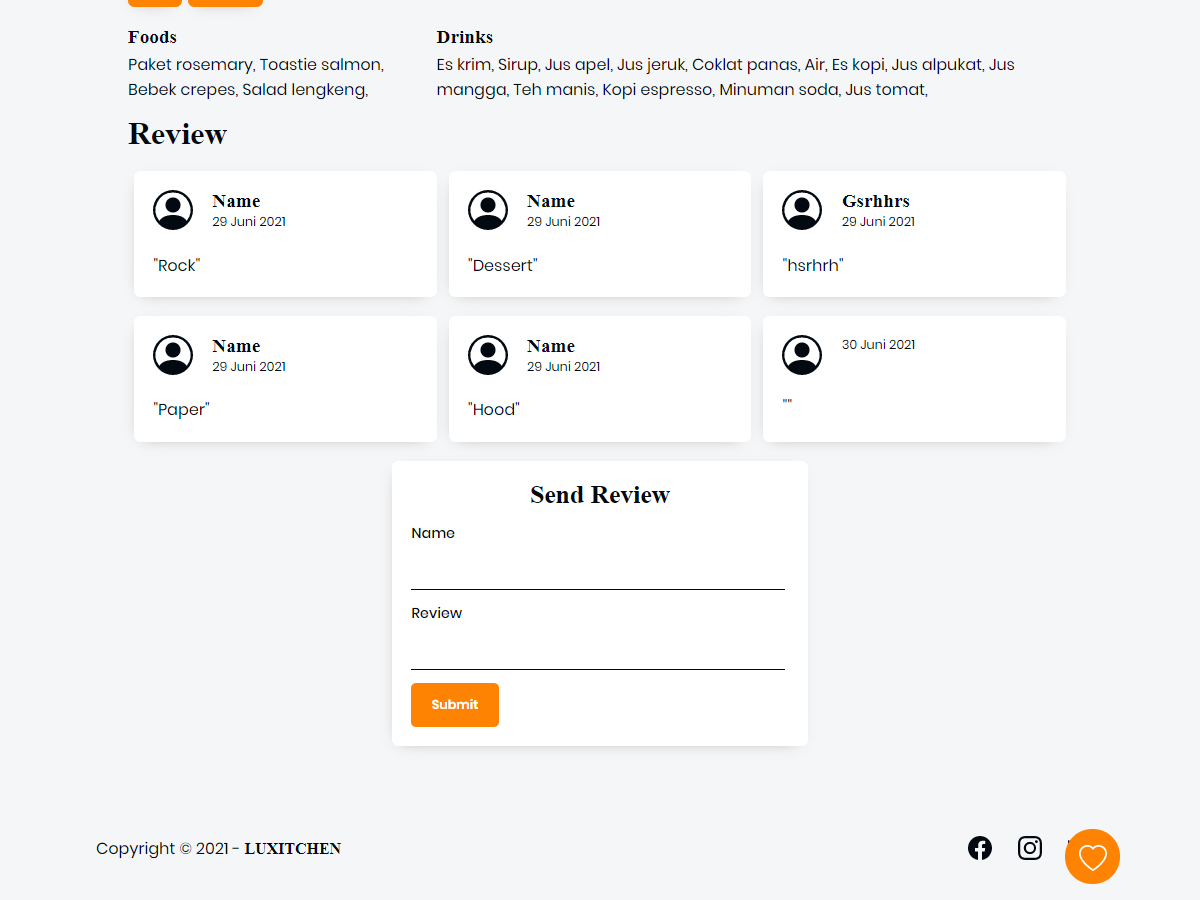 Foods
Paket rosemary, Toastie salmon,
Bebek crepes, Salad lengkeng,
Drinks
Es krim, Sirup, Jus apel, Jus jeruk, Coklat panas, Air, Es kopi, Jus alpukat, Jus
mangga, Teh manis, Kopi espresso, Minuman soda, Jus tomat,
Review
Name
29 Juni 2021
"Rock"
Name
29 Juni 2021
"Dessert"
Gsrhhrs
29 Juni 2021
"hsrhrh"
Name
29 Juni 2021
"Paper"
Name
29 Juni 2021
"Hood"
30 Juni 2021
""
Send Review
Name
Review
Submit
Copyright © 2021 - LUXITCHEN